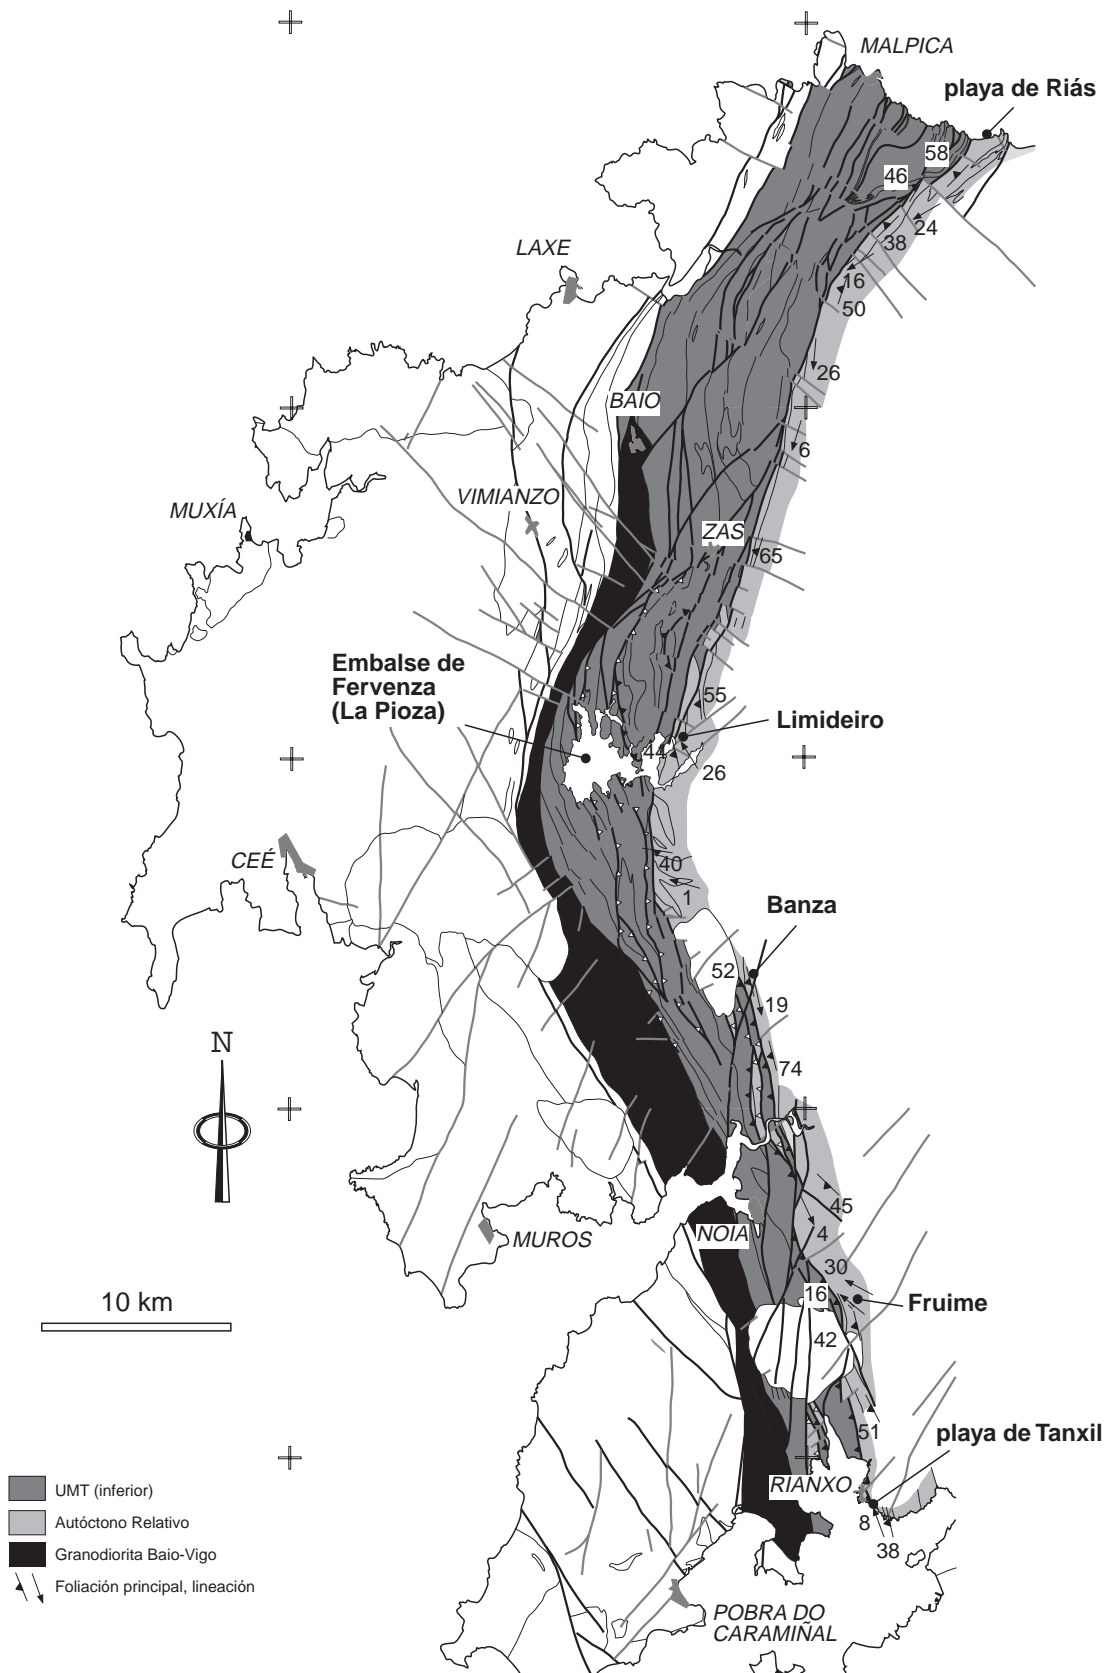 MALPICA
playa de Riás
58
46
24
38
LAXE
16
50
26
BAIO
6
VIMIANZO
MUXÍA
ZAS
65
Embalse de
Fervenza
(La Pioza)
55
Limideiro
44
26
CEÉ
40
1
Banza
52
19
N
74
45
NOIA
4
MUROS
30
16
Fruime
10 km
42
51
playa de Tanxil
RIANXO
UMT (inferior)
8
Autóctono Relativo
38
Granodiorita Baio-Vigo
Foliación principal, lineación
POBRA DO
CARAMIÑAL